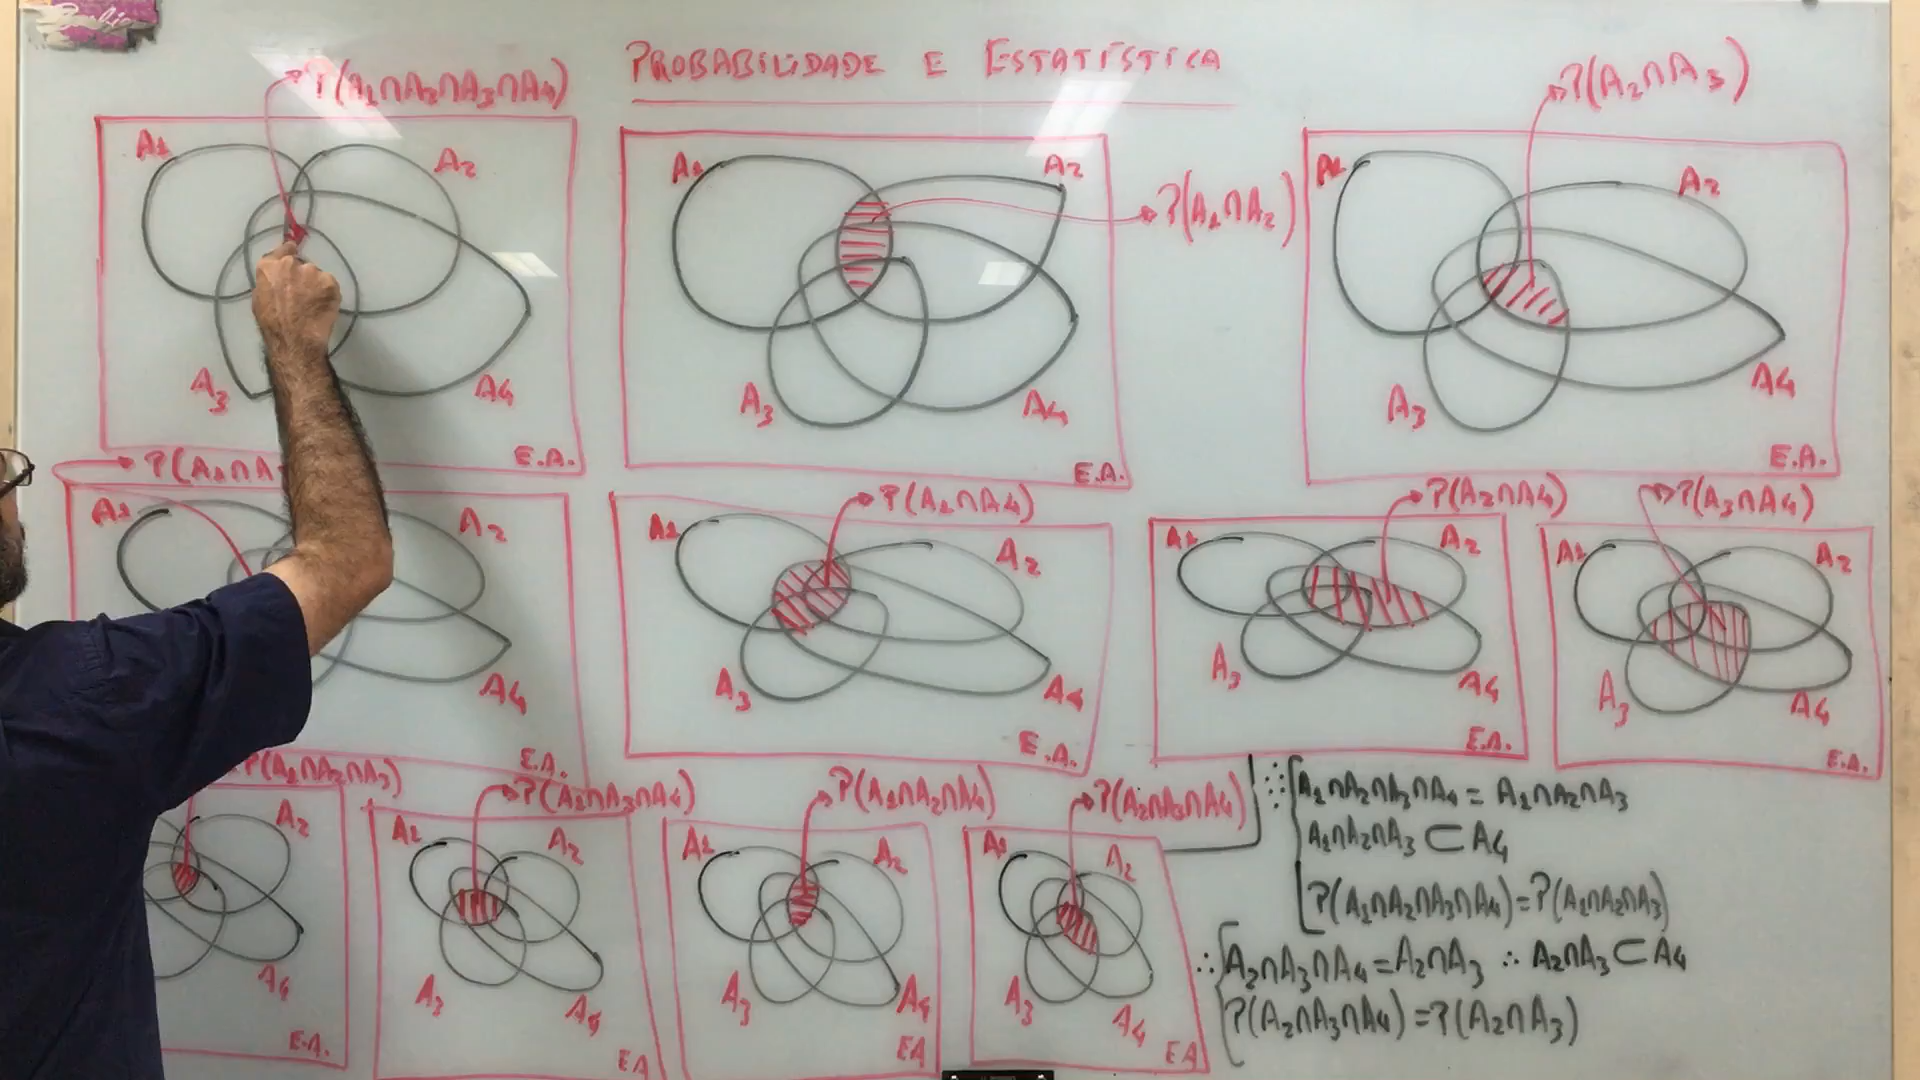 PROBABILIDADE E ESTATÍSTICA
P(A1∩A2∩A3∩A4)
A1
A2
A3
A4
E.A.
A1
A2
P(A1∩A2)
A3
A4
E.A.
P(A2∩A3)
A1
A2
A3
A4
E.A.
P(A1∩A
A1
A2
A4
E.A.
P(A1∩A4)
A1
A2
A3
A4
E.A.
P(A2∩A4)
A1
A2
A3
A4
E.A.
P(A3∩A4)
A1
A2
A3
A4
E.A.
P(A1∩A2∩A3)
A2
A4
E.A.
P(A1∩A3∩A4)
A1
A2
A3
A4
EA
P(A1∩A2∩A4)
A1
A2
A3
A4
EA
P(A2∩A3∩A4)
A1
A2
A3
A4
EA
A1∩A2∩A3∩A4 = A1∩A2∩A3
A1∩A2∩A3 ⊂ A4
P(A1∩A2∩A3∩A4)=P(A1∩A2∩A3)
∴ A2∩A3∩A4=A2∩A3 ∴ A2∩A3⊂A4
P(A2∩A3∩A4)=P(A2∩A3)